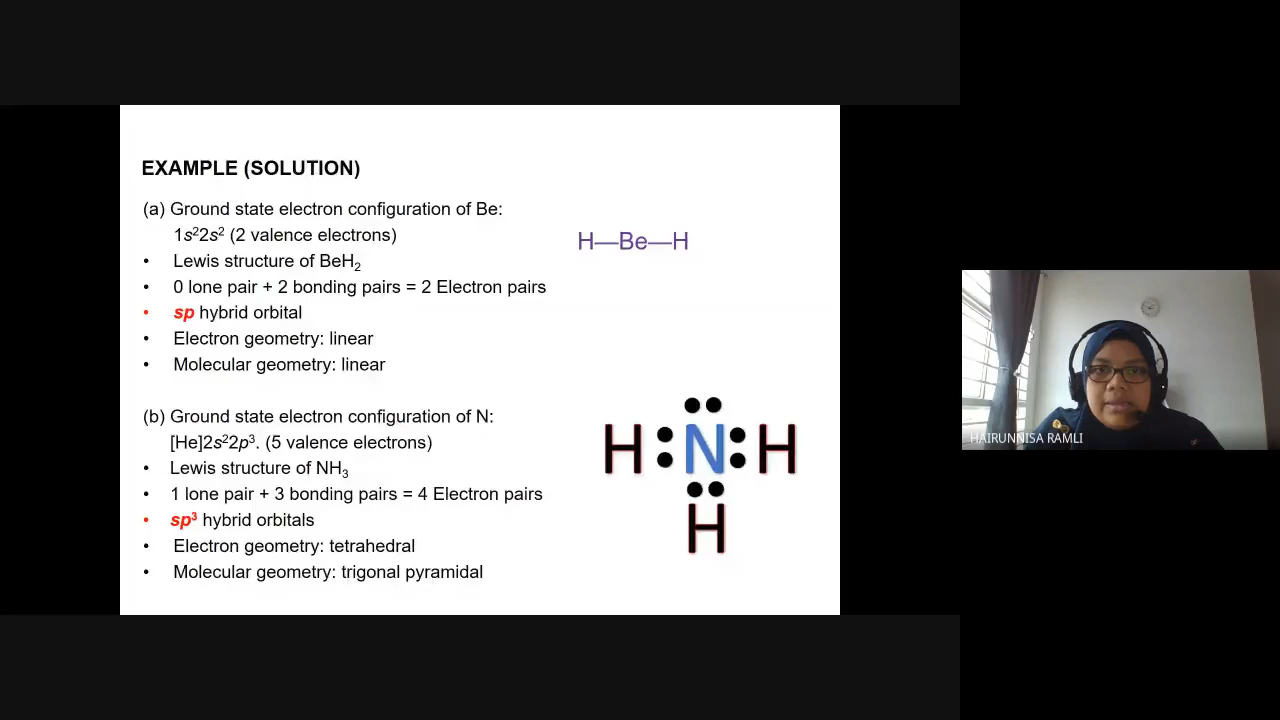 EXAMPLE (SOLUTION)
(a) Ground state electron configuration of Be:
1s²2s² (2 valence electrons)
• Lewis structure of BeH₂
• 0 lone pair + 2 bonding pairs = 2 Electron pairs
• sp hybrid orbital
• Electron geometry: linear
• Molecular geometry: linear
H—Be—H
(b) Ground state electron configuration of N:
[He]2s²2p³. (5 valence electrons)
• Lewis structure of NH₃
• 1 lone pair + 3 bonding pairs = 4 Electron pairs
• sp³ hybrid orbitals
• Electron geometry: tetrahedral
• Molecular geometry: trigonal pyramidal
H N H
H
HAIRUNNISA RAMLI